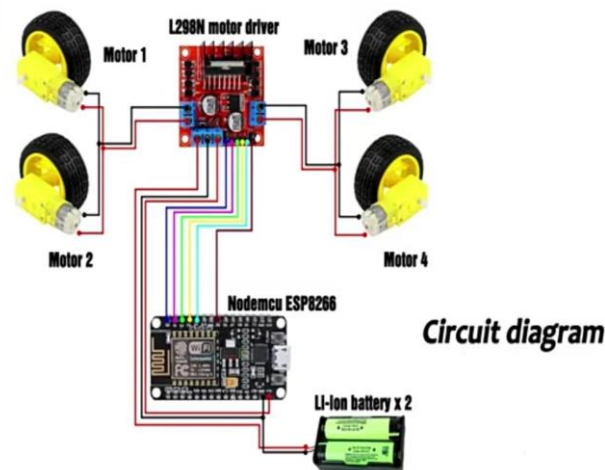 L298N motor driver
Motor 1
Motor 3
Motor 2
Motor 4
Nodemcu ESP8266
WiFi
Circuit diagram
Li-ion battery x 2